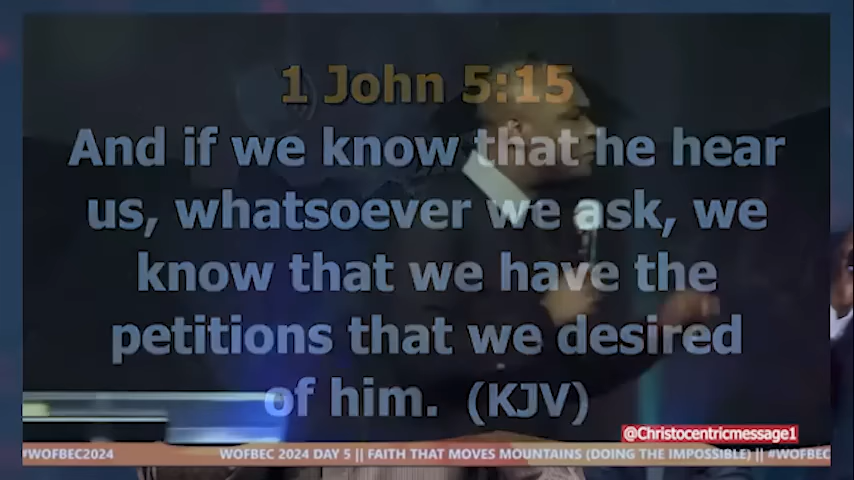 1 John 5:15
And if we know that he hear
us, whatsoever we ask, we
know that we have the
petitions that we desired
of him. (KJV)
@Christocentricmessage1
#WOFBEC2024 WOFBEC 2024 DAY 5 || FAITH THAT MOVES MOUNTAINS (DOING THE IMPOSSIBLE) || #WOFBEC